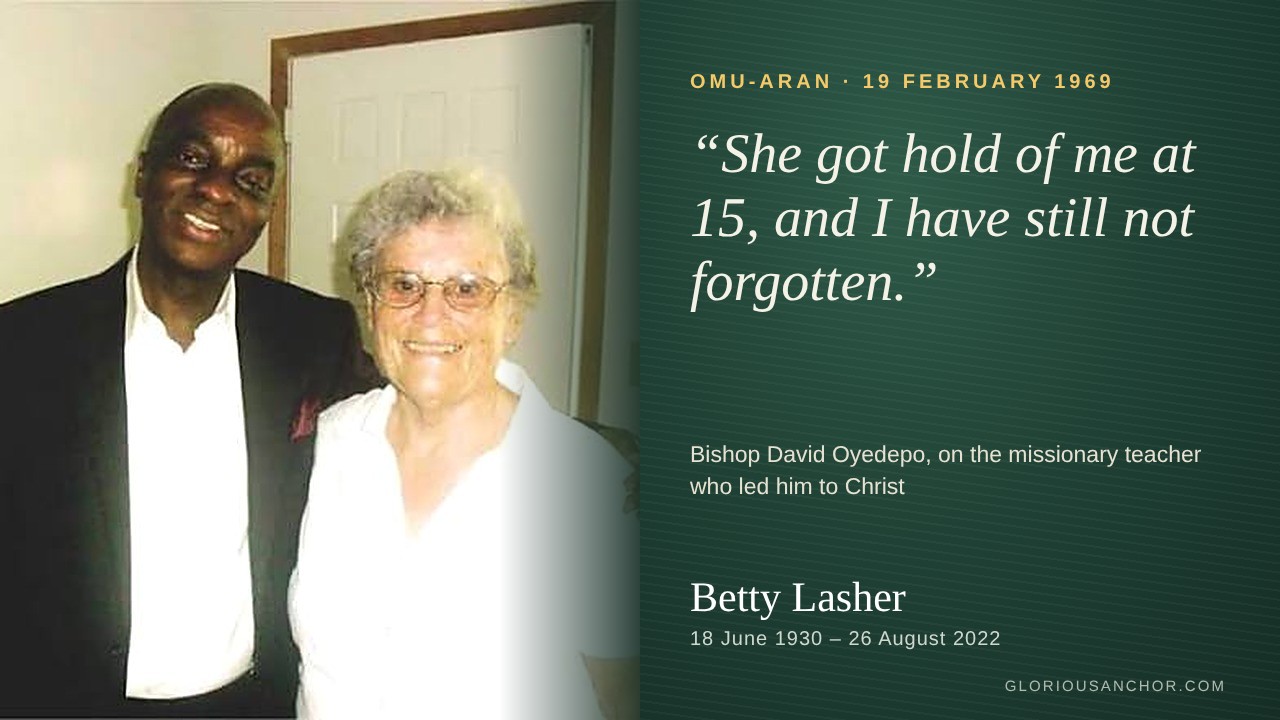 OMU-ARAN · 19 FEBRUARY 1969
“She got hold of me at
15, and I have still not
forgotten.”
Bishop David Oyedepo, on the missionary teacher
who led him to Christ
Betty Lasher
18 June 1930 – 26 August 2022
GLORIOUSANCHOR.COM